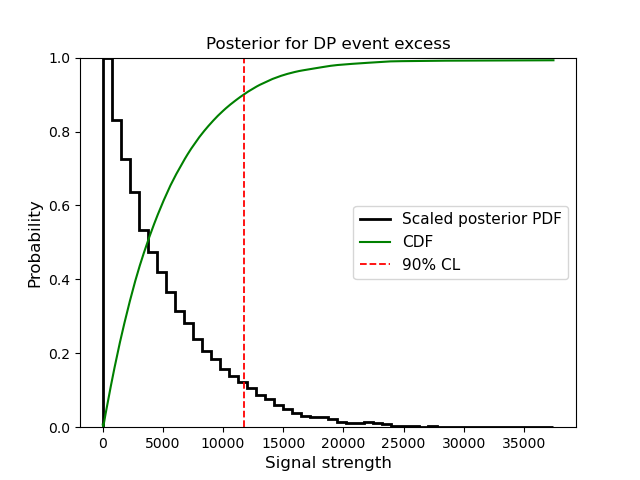 Posterior for DP event excess
1.0
0.8
0.6
0.4
0.2
0.0
Probability
Scaled posterior PDF
CDF
90% CL
0 5000 10000 15000 20000 25000 30000 35000
Signal strength